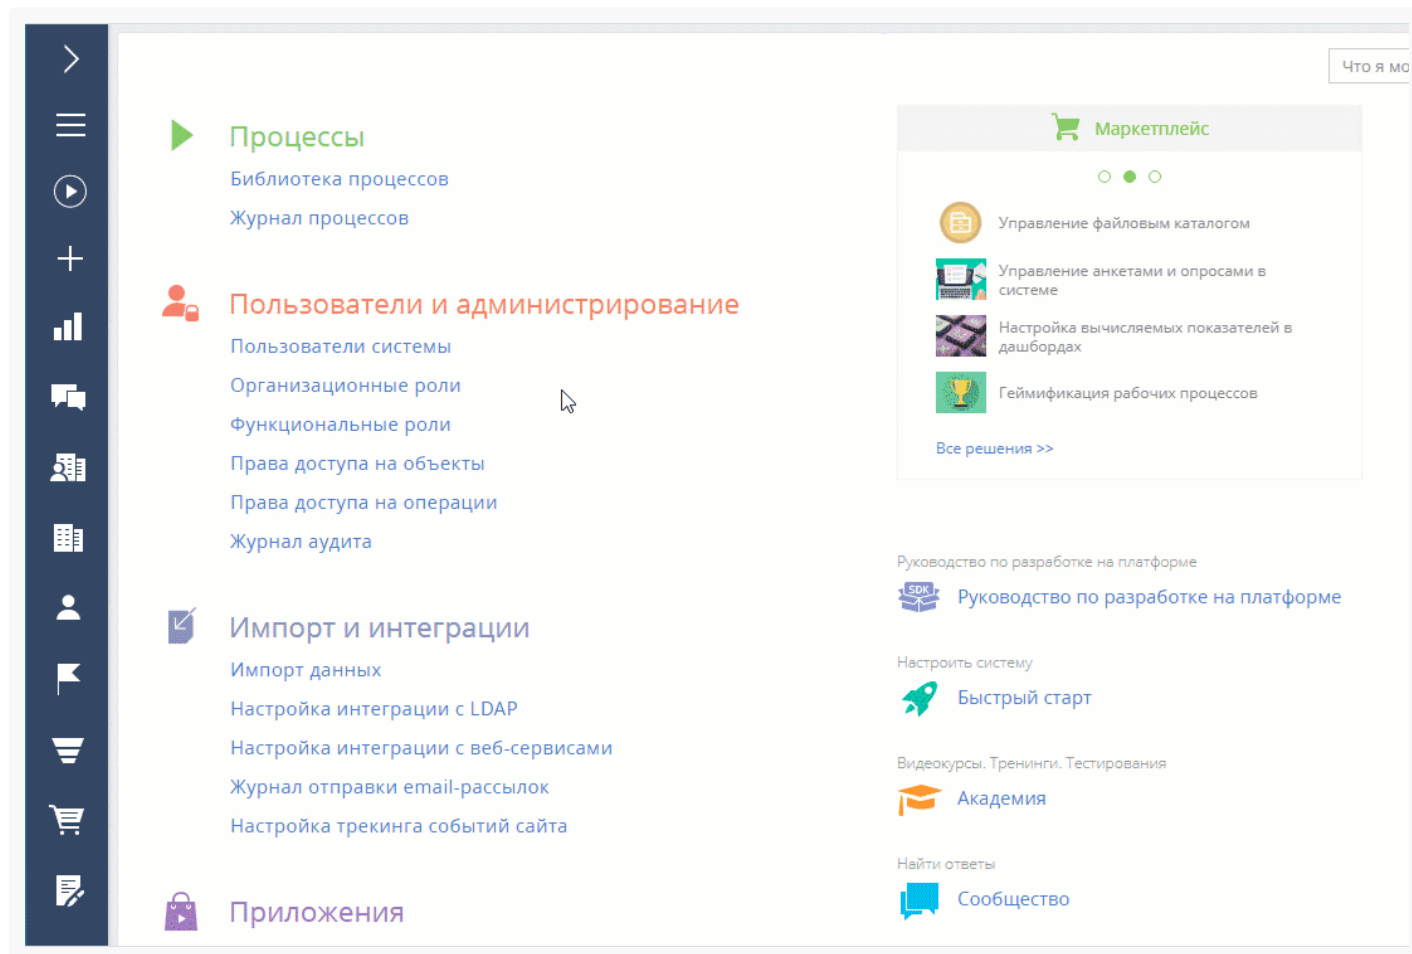 Что я мо
Процессы
Библиотека процессов
Журнал процессов
Пользователи и администрирование
Пользователи системы
Организационные роли
Функциональные роли
Права доступа на объекты
Права доступа на операции
Журнал аудита
Импорт и интеграции
Импорт данных
Настройка интеграции с LDAP
Настройка интеграции с веб-сервисами
Журнал отправки email-рассылок
Настройка трекинга событий сайта
Приложения
Маркетплейс
Управление файловым каталогом
Управление анкетами и опросами в
системе
Настройка вычисляемых показателей в
дашбордах
Геймификация рабочих процессов
Все решения >>
Руководство по разработке на платформе
SDK
Руководство по разработке на платформе
Настроить систему
Быстрый старт
Видеокурсы. Тренинги. Тестирования
Академия
Найти ответы
Сообщество